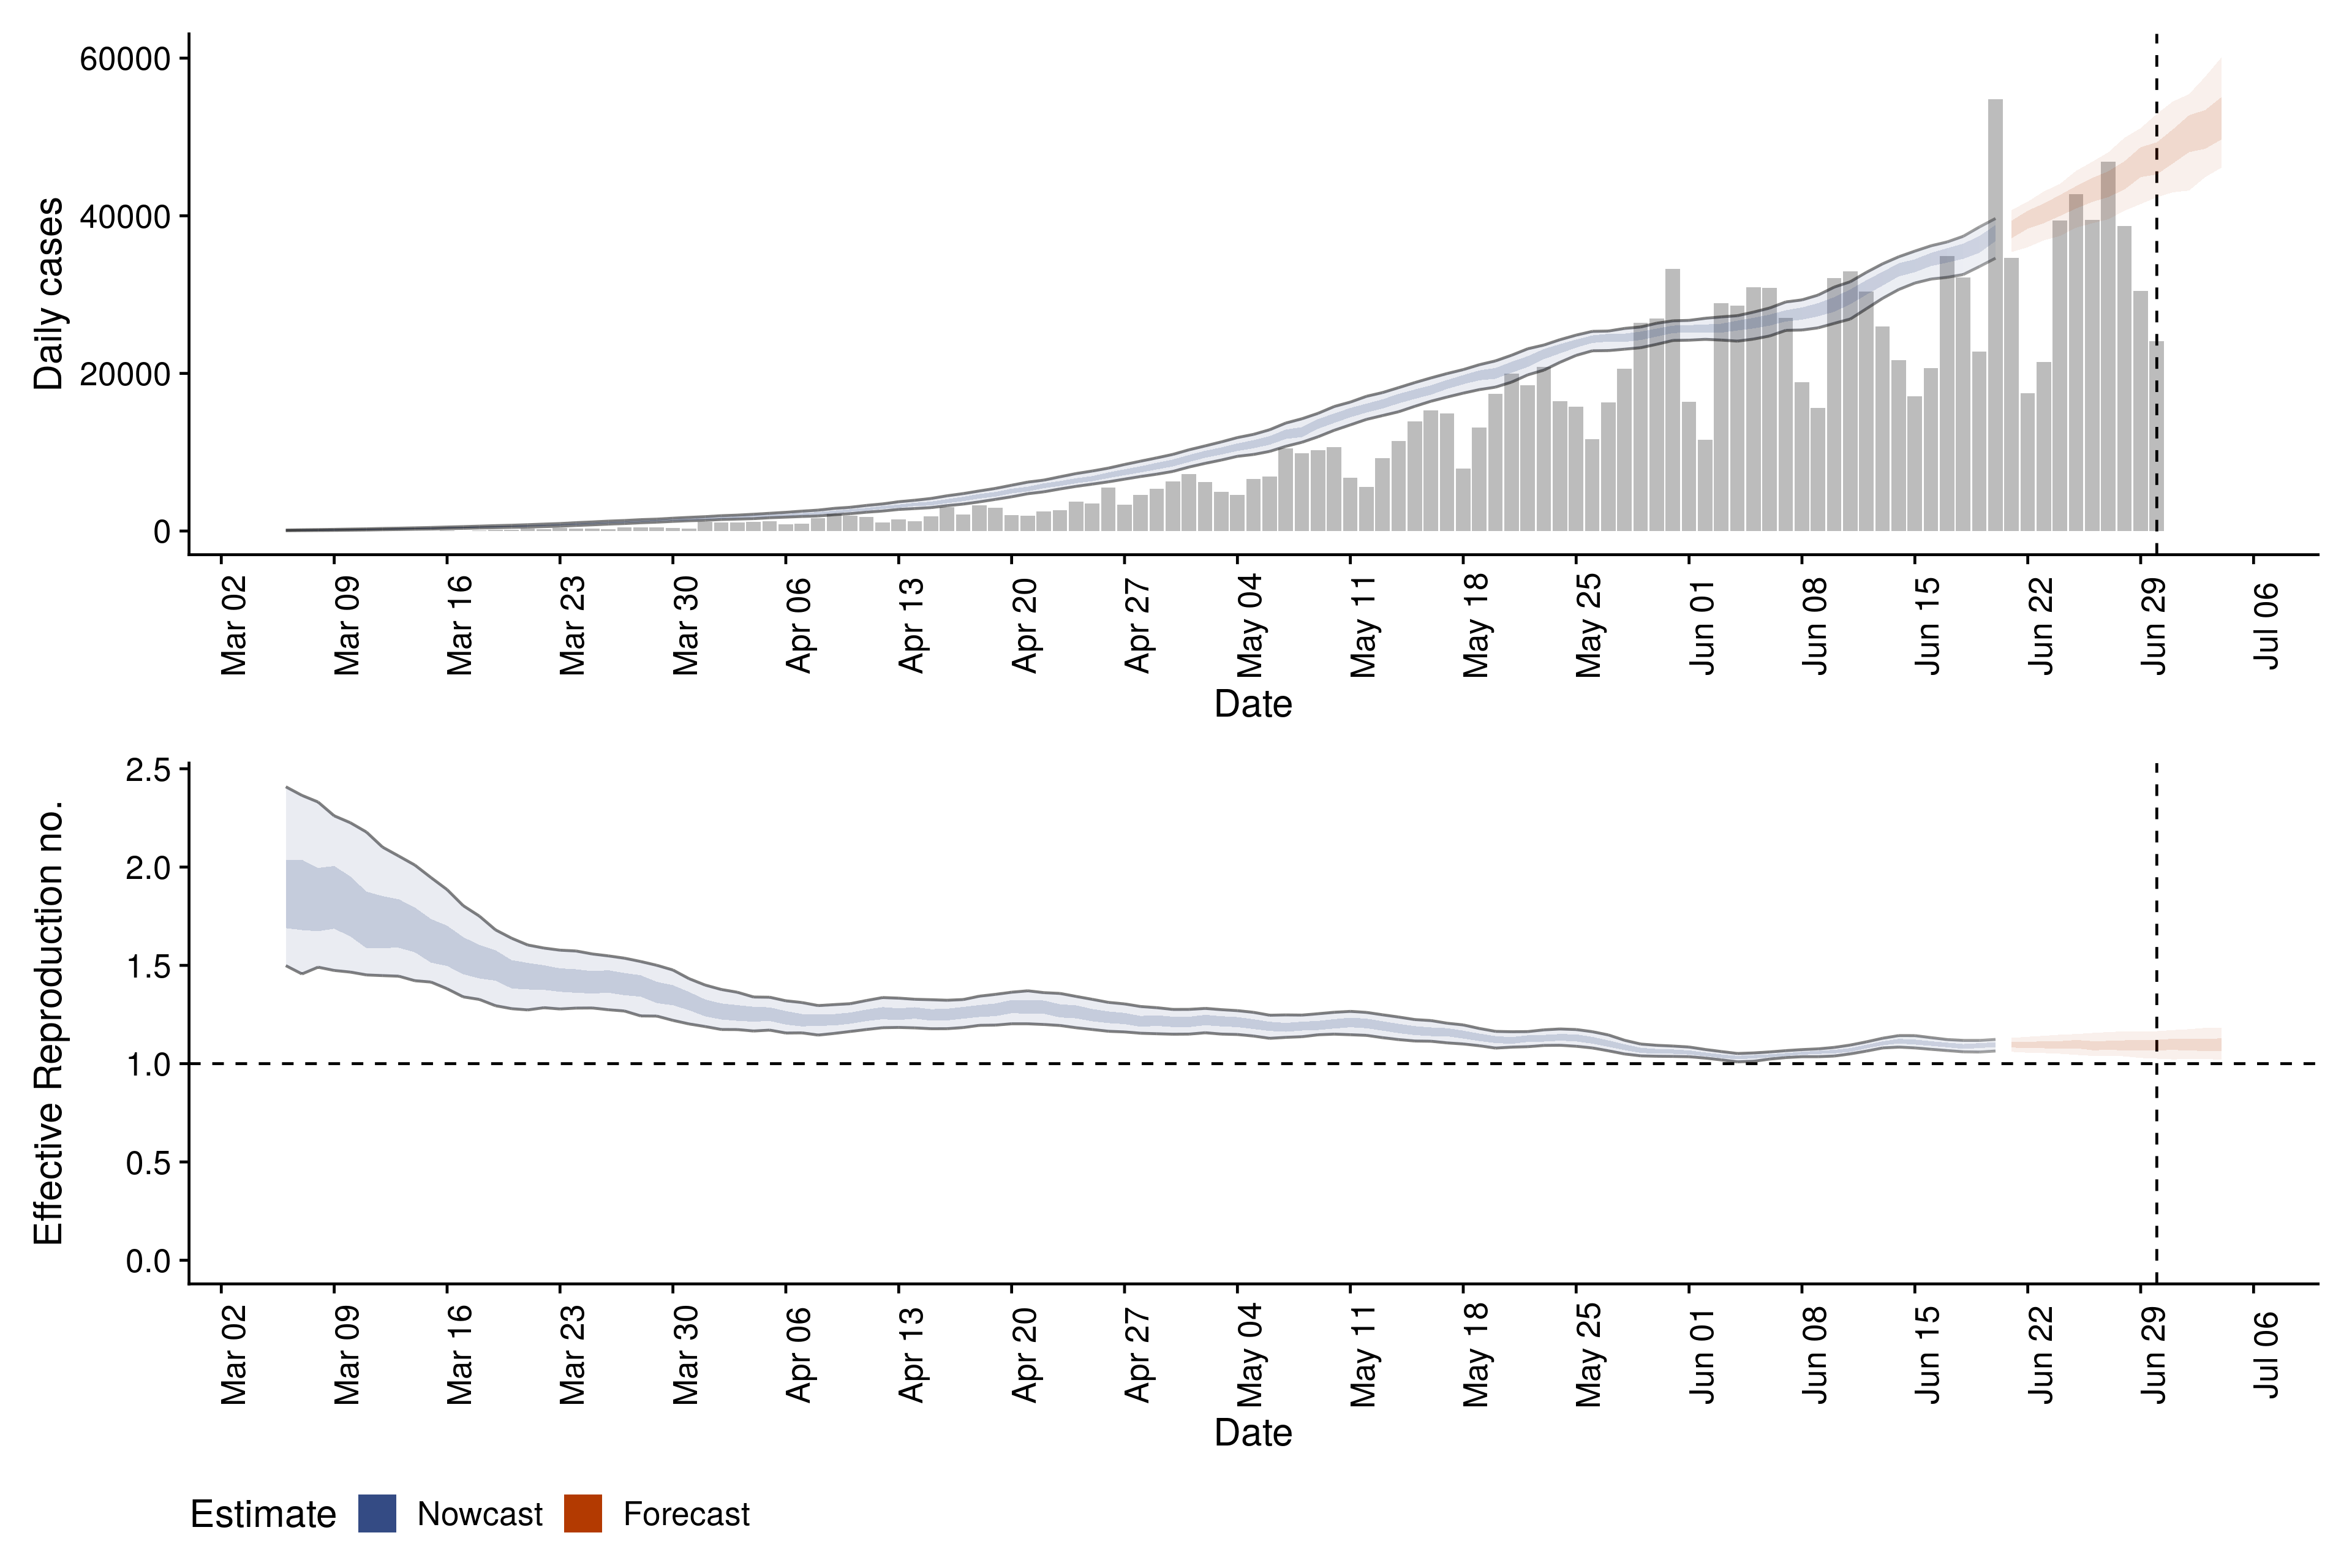 60000
40000
20000
0
Daily cases
Mar 02 Mar 09 Mar 16 Mar 23 Mar 30 Apr 06 Apr 13 Apr 20 Apr 27 May 04 May 11 May 18 May 25 Jun 01 Jun 08 Jun 15 Jun 22 Jun 29 Jul 06
Date
2.5
2.0
1.5
1.0
0.5
0.0
Effective Reproduction no.
Mar 02 Mar 09 Mar 16 Mar 23 Mar 30 Apr 06 Apr 13 Apr 20 Apr 27 May 04 May 11 May 18 May 25 Jun 01 Jun 08 Jun 15 Jun 22 Jun 29 Jul 06
Date
Estimate Nowcast Forecast